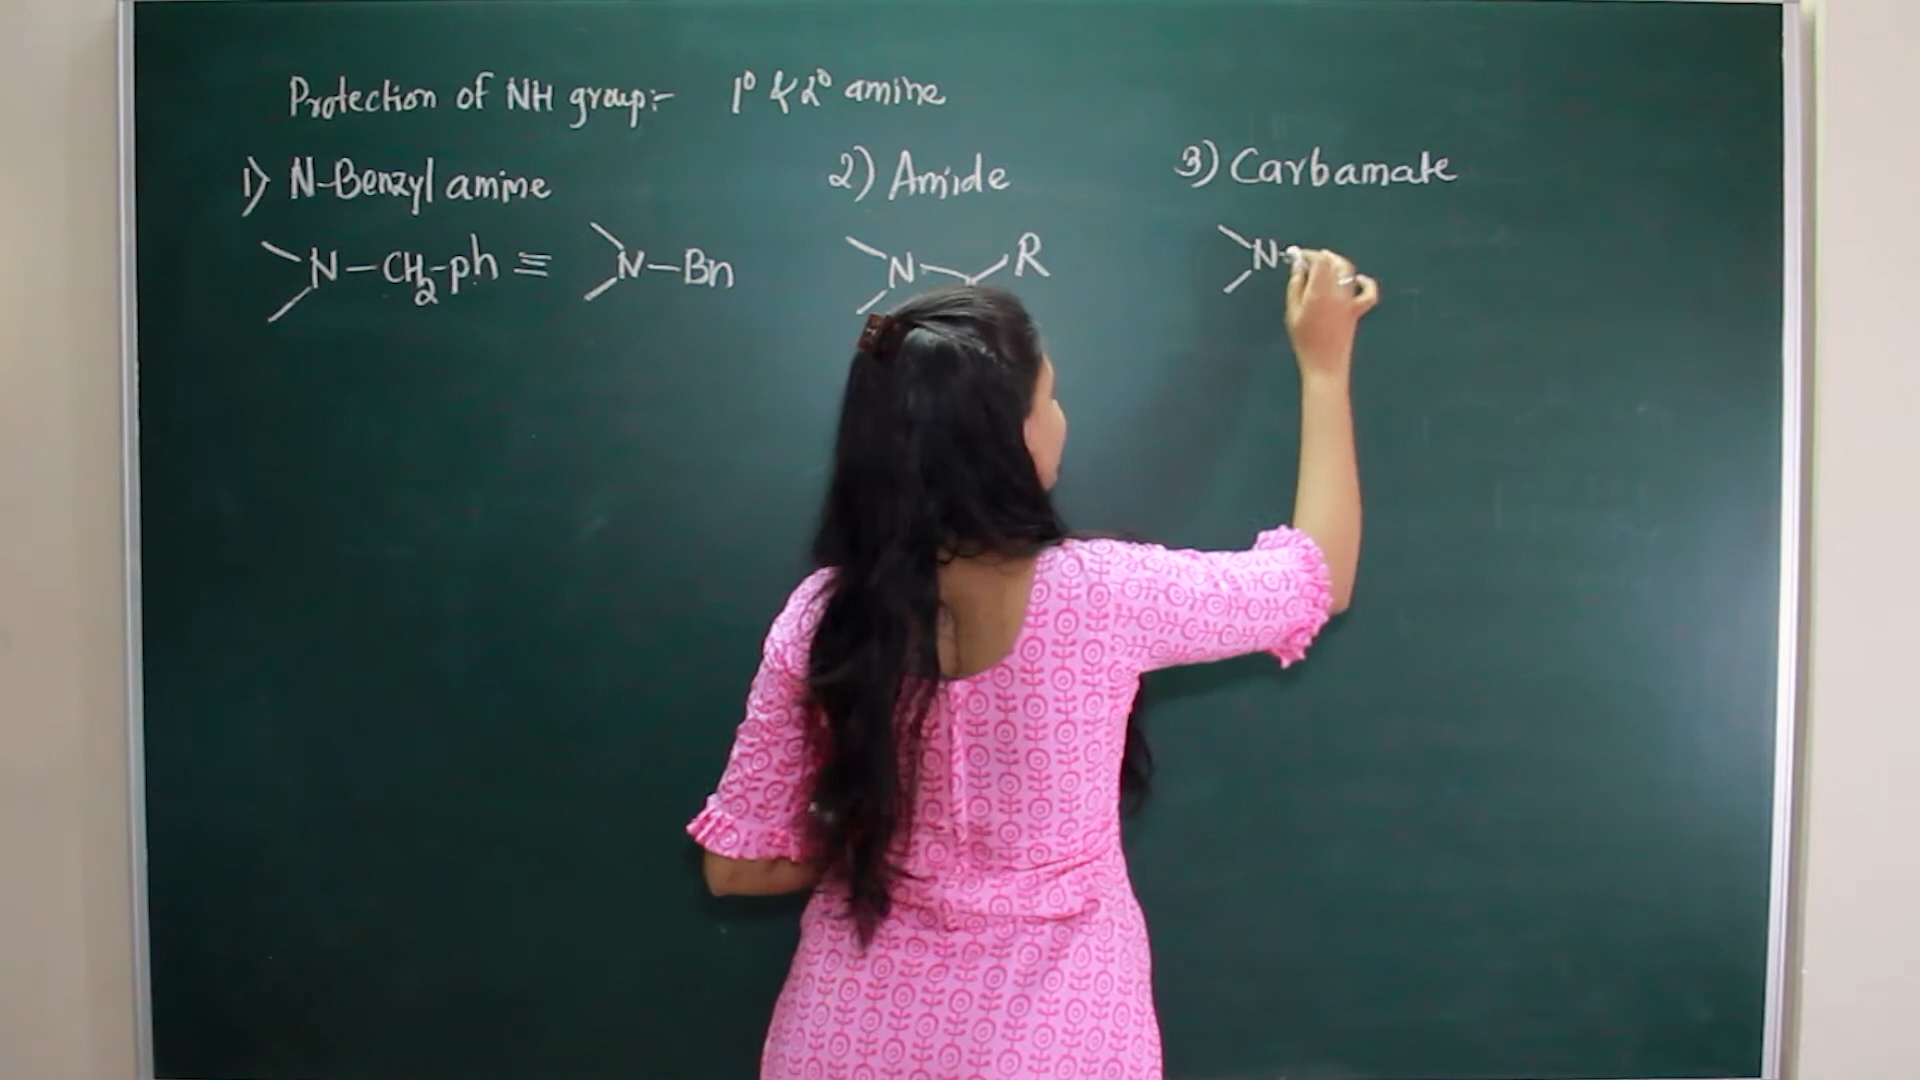 Protection of NH group:- 1° & 2° amine
1) N-Benzyl amine
N-CH2-ph ≡ N-Bn
2) Amide
N R
3) Carbamate
N-